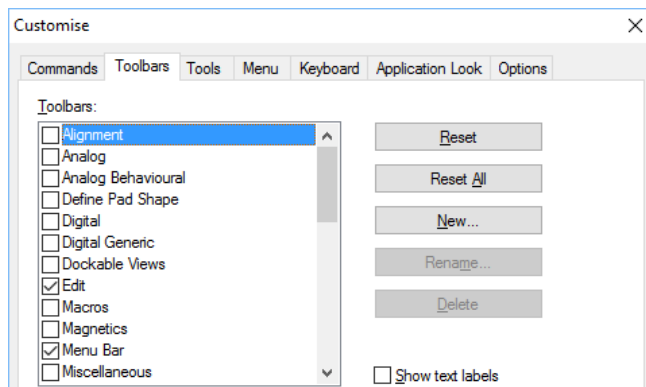 Customise
Commands Toolbars Tools Menu Keyboard Application Look Options
Toolbars:
Alignment
Analog
Analog Behavioural
Define Pad Shape
Digital
Digital Generic
Dockable Views
Edit
Macros
Magnetics
Menu Bar
Miscellaneous
Reset
Reset All
New...
Rename...
Delete
Show text labels